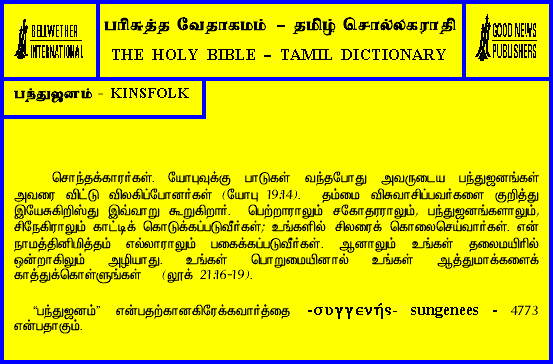 BELLWETHER
INTERNATIONAL
பரிசுத்த வேதாகமம் – தமிழ் சொல்லகராதி
THE HOLY BIBLE – TAMIL DICTIONARY
GOOD NEWS
PUBLISHERS
பந்துஜனம் - KINSFOLK
சொந்தக்காரர்கள். யோபுவுக்கு பாடுகள் வந்தபோது அவருடைய பந்துஜனங்கள்
அவரை விட்டு விலகிப்போனர்கள் (யோபு 19:14). தம்மை விசுவாசிப்பவர்களை குறித்து
இயேசுகிறிஸ்து இவ்வாறு கூறுகிறார். பெற்றாராலும் சகோதரராலும், பந்துஜனங்களாலும்,
சிநேகிராலும் காட்டிக் கொடுக்கப்படுவீர்கள்; உங்களில் சிலரைக் கொலைசெய்வார்கள். என்
நாமத்தினிமித்தம் எல்லாராலும் பகைக்கப்படுவீர்கள். ஆனாலும் உங்கள் தலைமயிரில்
ஒன்றாகிலும் அழியாது. உங்கள் பொறுமையினால் உங்கள் ஆத்துமாக்களைக்
காத்துக்கொள்ளுங்கள் (லூக் 21:16-19).
“பந்துஜனம்” என்பதற்கானகிரேக்கவார்த்தை -συγγενής- sungenees - 4773
என்பதாகும்.